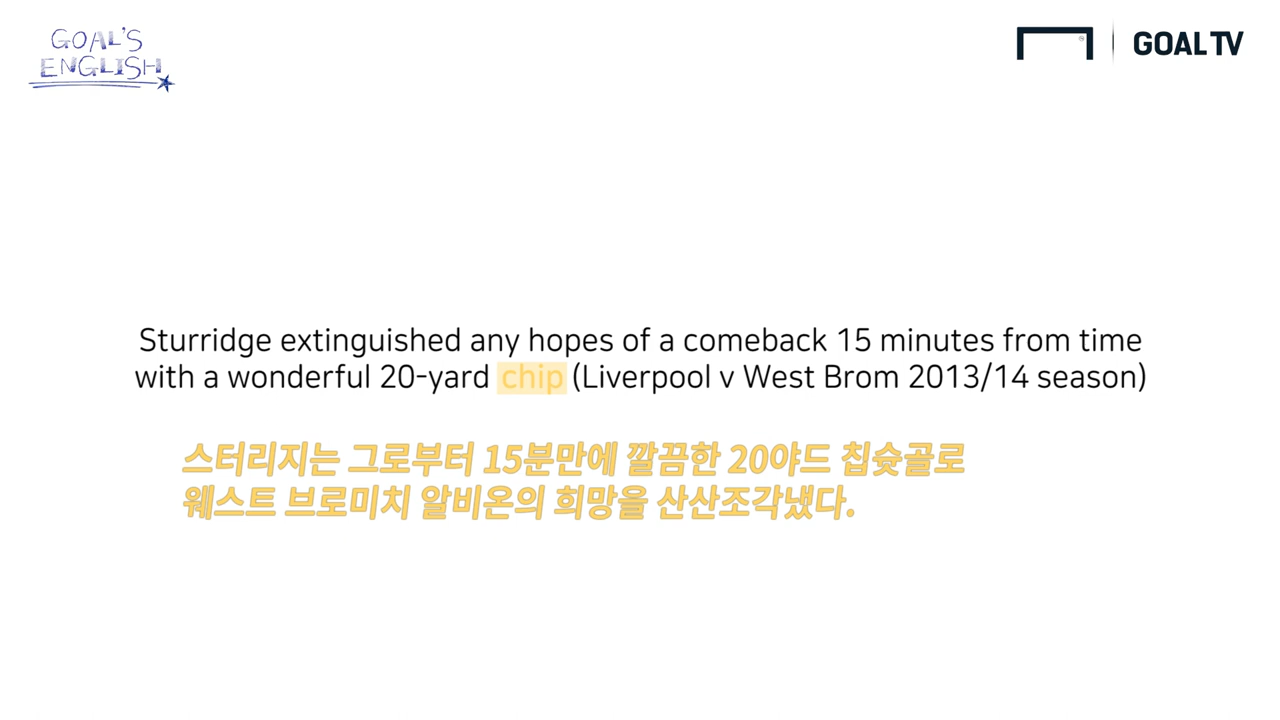 GOAL'S
ENGLISH
GOAL TV
Sturridge extinguished any hopes of a comeback 15 minutes from time
with a wonderful 20-yard chip (Liverpool v West Brom 2013/14 season)
스터리지는 그로부터 15분만에 깔끔한 20야드 칩슛골로
웨스트 브로미치 알비온의 희망을 산산조각냈다.